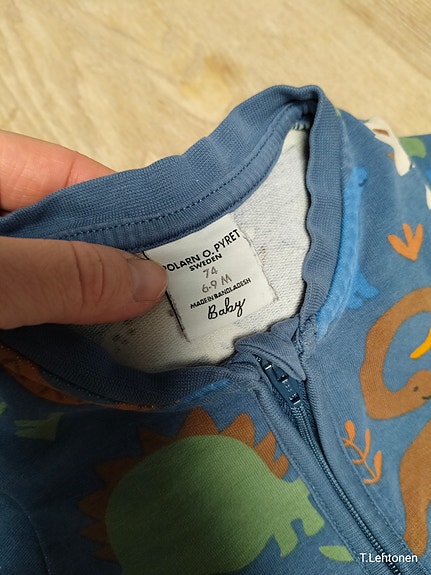 POLARN O. PYRET
SWEDEN
74
6-9 M
MADE IN BANGLADESH
Baby
T.Lehtonen